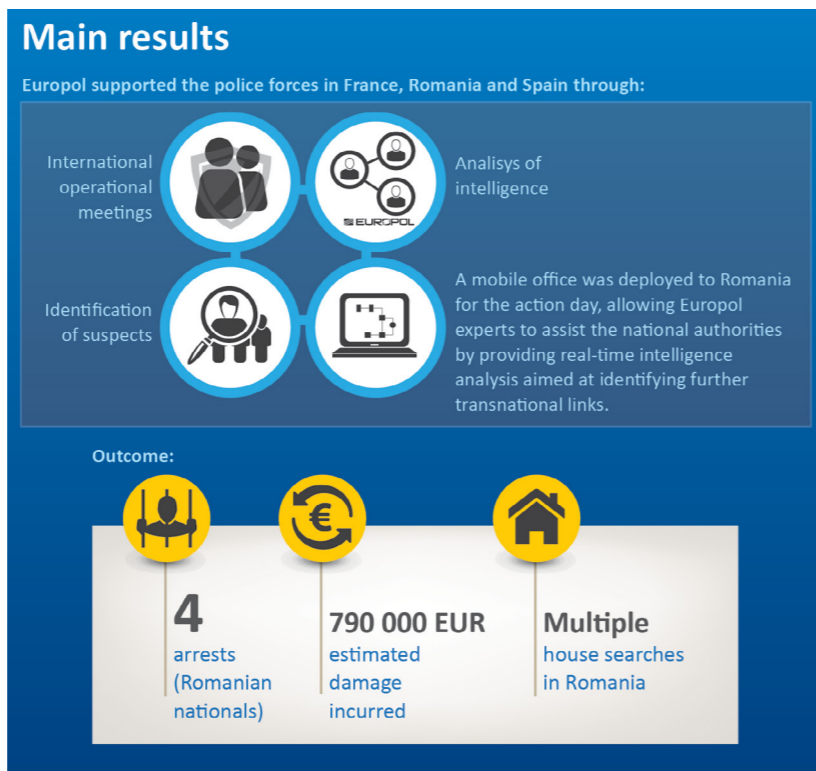 Main results
Europol supported the police forces in France, Romania and Spain through:
International
operational
meetings
EUROPOL
Analisys of
intelligence
Identification
of suspects
A mobile office was deployed to Romania
for the action day, allowing Europol
experts to assist the national authorities
by providing real-time intelligence
analysis aimed at identifying further
transnational links.
Outcome:
€
4
arrests
(Romanian
nationals)
790 000 EUR
estimated
damage
incurred
Multiple
house searches
in Romania